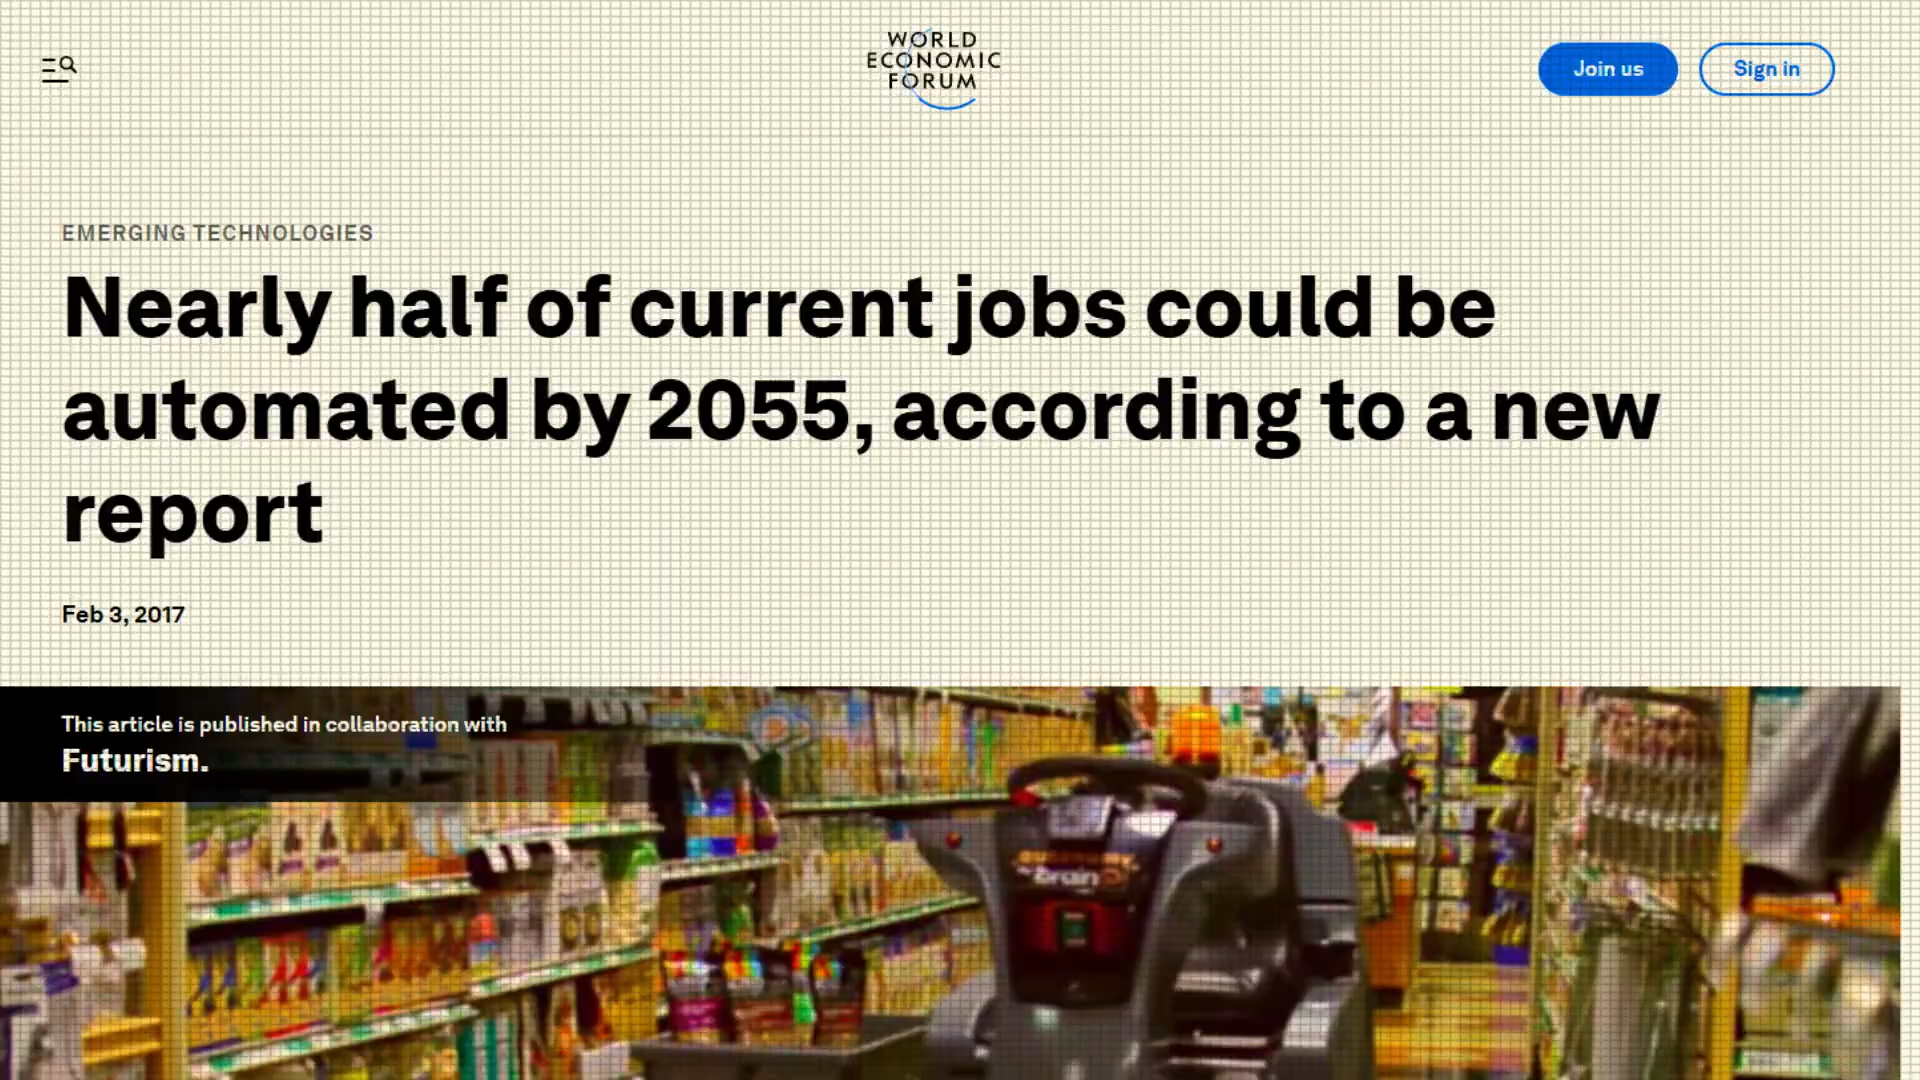 WORLD
ECONOMIC
FORUM
Join us
Sign in
EMERGING TECHNOLOGIES
Nearly half of current jobs could be
automated by 2055, according to a new
report
Feb 3, 2017
This article is published in collaboration with
Futurism.
brain